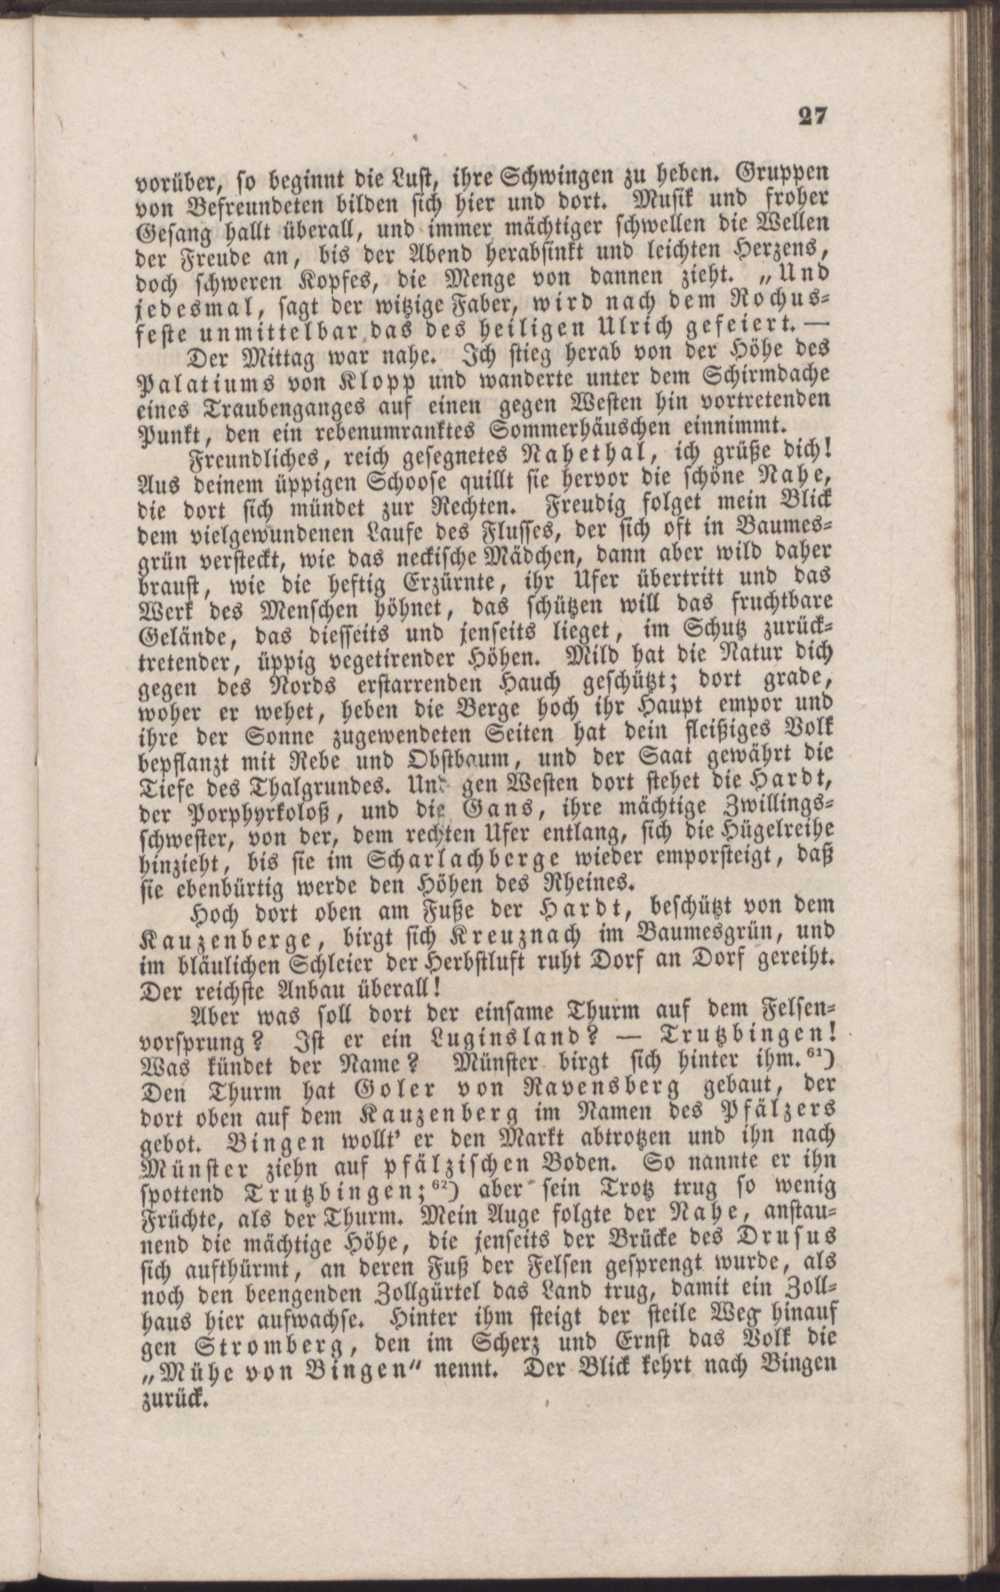 27
vorüber, so beginnt die Lust, ihre Schwingen zu heben. Gruppen
von Befreundeten bilden sich hier und dort. Musik und froher
Gesang hallt überall, und immer mächtiger schwellen die Wellen
der Freude an, bis der Abend herabsinkt und leichten Herzens,
doch schweren Kopfes, die Menge von dannen zieht. „Und
jedesmal, sagt der witzige Faber, wird nach dem Rochus-
feste unmittelbar das des heiligen Ulrich gefeiert. —
Der Mittag war nahe. Ich stieg herab von der Höhe des
Palatiums von Klopp und wanderte unter dem Schirmdache
eines Traubenganges auf einen gegen Westen hin vortretenden
Punkt, den ein rebenumranktes Sommerhäuschen einnimmt.
Freundliches, reich gesegnetes Nahethal, ich grüße dich!
Aus deinem üppigen Schoose quillt sie hervor die schöne Nahe,
die dort sich mündet zur Rechten. Freudig folget mein Blick
dem vielgewundenen Laufe des Flusses, der sich oft in Baumes-
grün versteckt, wie das neckische Mädchen, dann aber wild daher
braust, wie die heftig Erzürnte, ihr Ufer übertritt und das
Werk des Menschen höhnet, das schützen will das fruchtbare
Gelände, das diesseits und jenseits lieget, im Schutz zurück-
tretender, üppig vegetirender Höhen. Mild hat die Natur dich
gegen des Nords erstarrenden Hauch geschützt; dort grade,
woher er wehet, heben die Berge hoch ihr Haupt empor und
ihre der Sonne zugewendeten Seiten hat dein fleißiges Volk
bepflanzt mit Rebe und Obstbaum, und der Saat gewährt die
Tiefe des Thalgrundes. Und gen Westen dort stehet die Hardt,
der Porphyrkoloß, und die Gans, ihre mächtige Zwillings-
schwester, von der, dem rechten Ufer entlang, sich die Hügelreihe
hinzieht, bis sie im Scharlachberge wieder emporsteigt, daß
sie ebenbürtig werde den Höhen des Rheines.
Hoch dort oben am Fuße der Hardt, beschützt von dem
Kauzenberge, birgt sich Kreuznach im Baumesgrün, und
im bläulichen Schleier der Herbstluft ruht Dorf an Dorf gereiht.
Der reichste Anbau überall!
Aber was soll dort der einsame Thurm auf dem Felsen-
vorsprung? Ist er ein Luginsland? — Trutzbingen!
Was kündet der Name? Münster birgt sich hinter ihm.⁶¹)
Den Thurm hat Goler von Ravensberg gebaut, der
dort oben auf dem Kauzenberg im Namen des Pfälzers
gebot. Bingen wollt' er den Markt abtrotzen und ihn nach
Münster ziehn auf pfälzischen Boden. So nannte er ihn
spottend Trutzbingen;⁶²) aber sein Trotz trug so wenig
Früchte, als der Thurm. Mein Auge folgte der Nahe, anstau-
nend die mächtige Höhe, die jenseits der Brücke des Drusus
sich aufthürmt, an deren Fuß der Felsen gesprengt wurde, als
noch den beengenden Zollgürtel das Land trug, damit ein Zoll-
haus hier aufwachse. Hinter ihm steigt der steile Weg hinauf
gen Stromberg, den im Scherz und Ernst das Volk die
„Mühe von Bingen“ nennt. Der Blick kehrt nach Bingen
zurück.